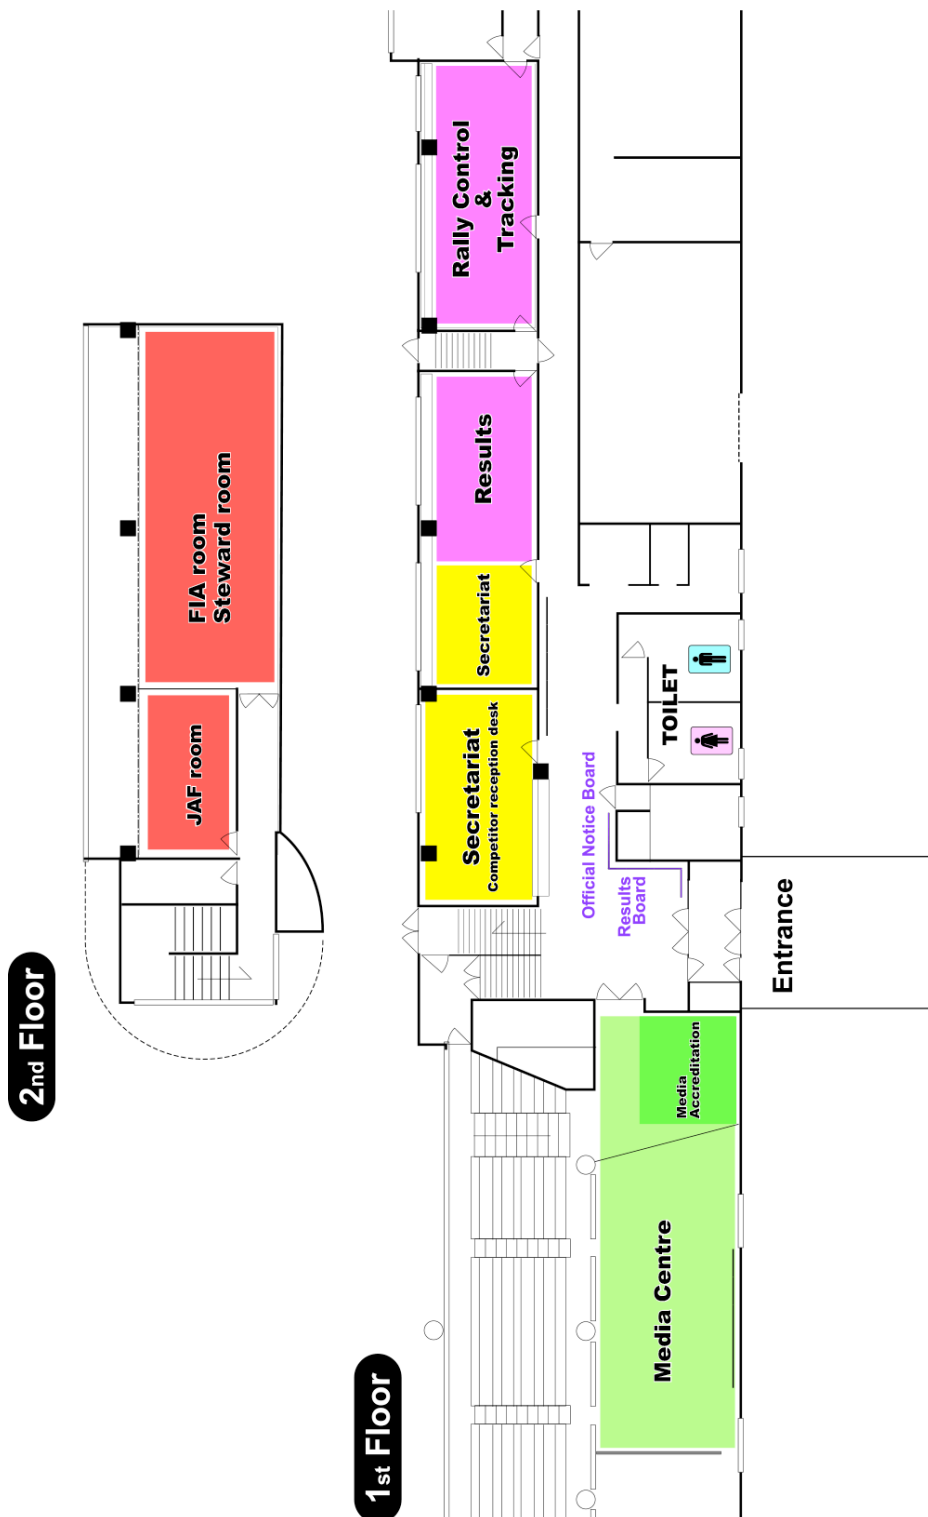 2nd Floor
FIA room
Steward room
JAF room
1st Floor
Rally Control
&
Tracking
Results
Secretariat
Secretariat
Competitor reception desk
TOILET
Official Notice Board
Results
Board
Entrance
Media
Accreditation
Media Centre